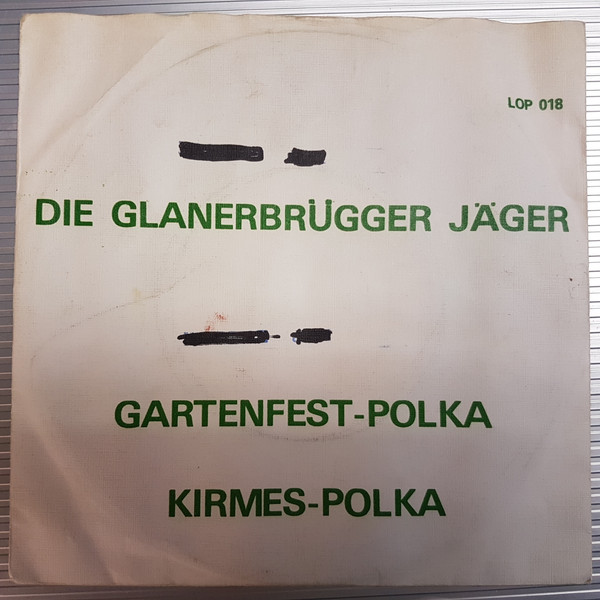 LOP 018
DIE GLANERBRÜGGER JÄGER
GARTENFEST-POLKA
KIRMES-POLKA